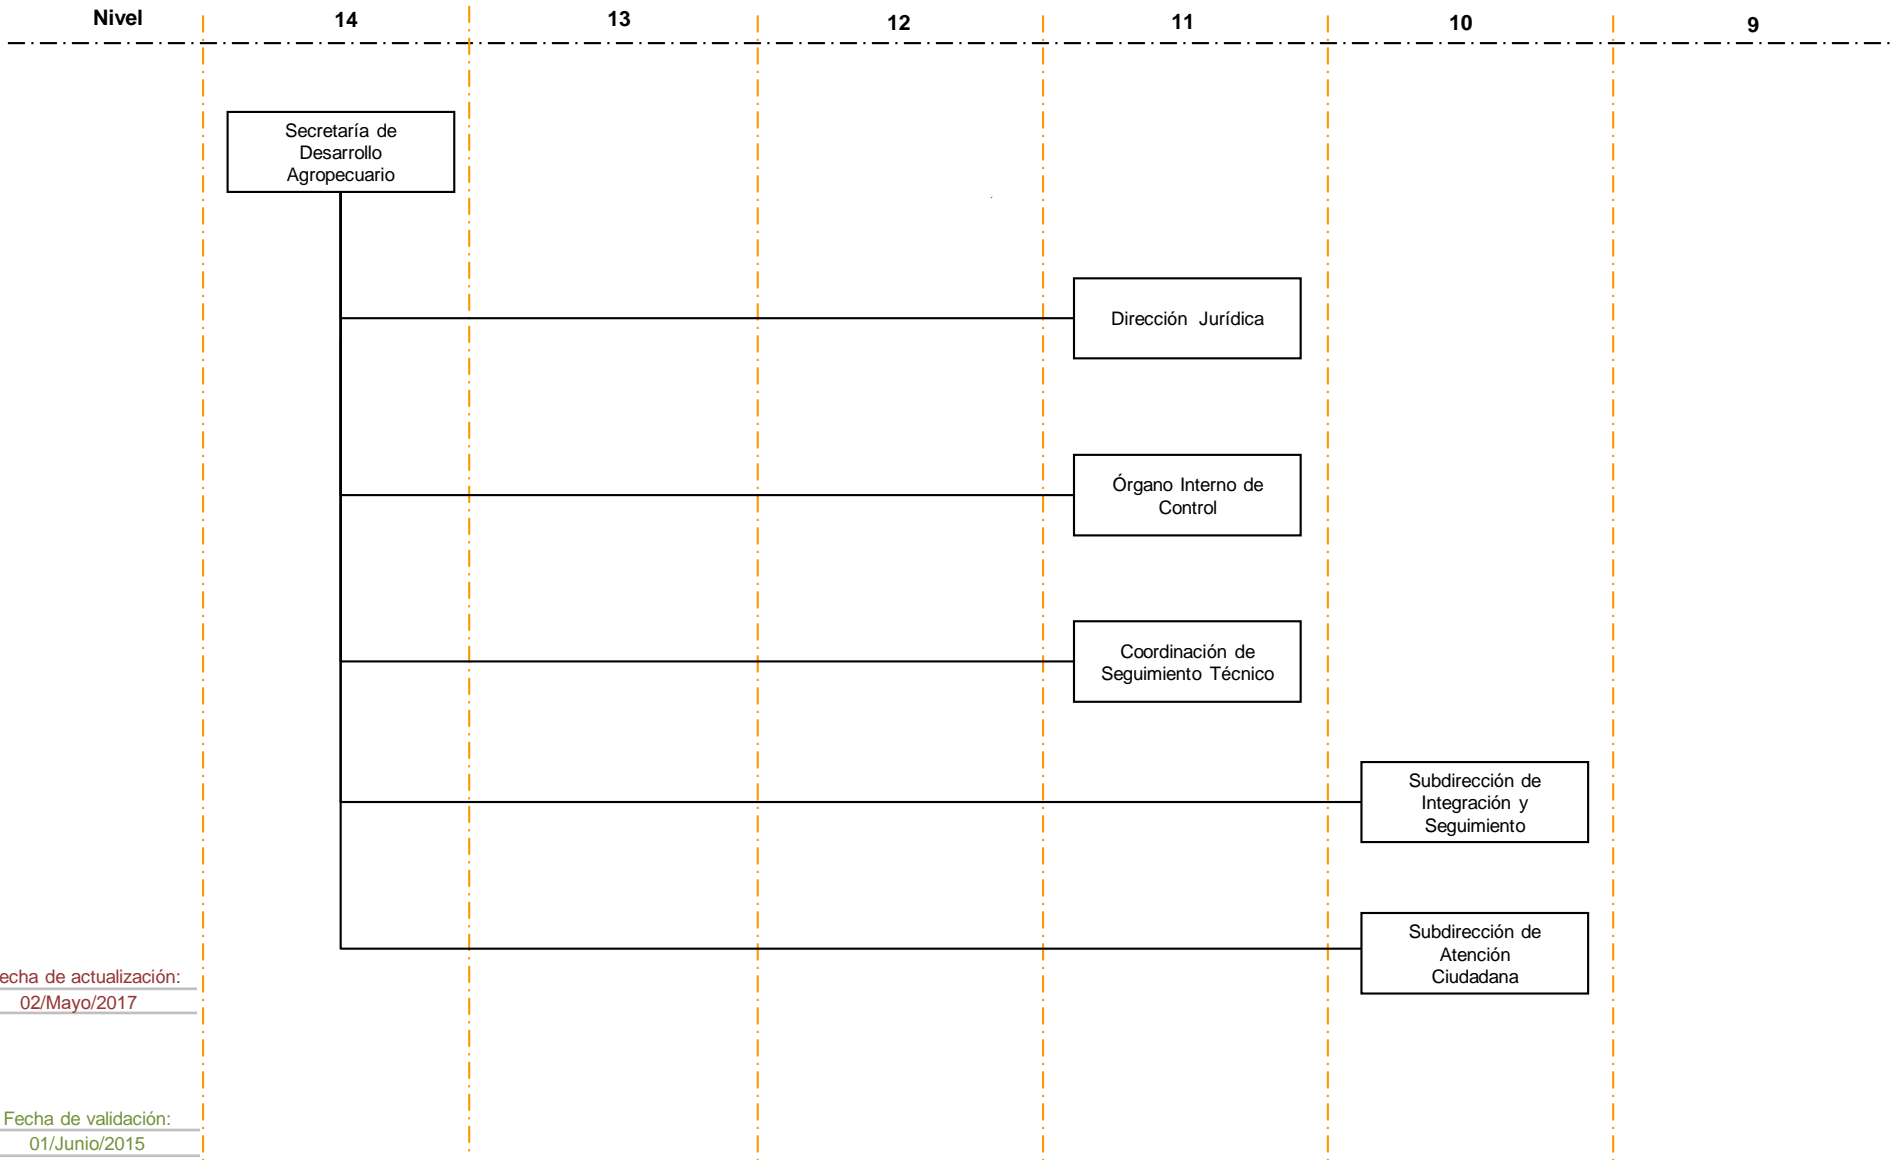 Nivel 14 13 12 11 10 9
Secretaría de
Desarrollo
Agropecuario
Dirección Jurídica
Órgano Interno de
Control
Coordinación de
Seguimiento Técnico
Subdirección de
Integración y
Seguimiento
Subdirección de
Atención
Ciudadana
echa de actualización:
02/Mayo/2017
Fecha de validación:
01/Junio/2015